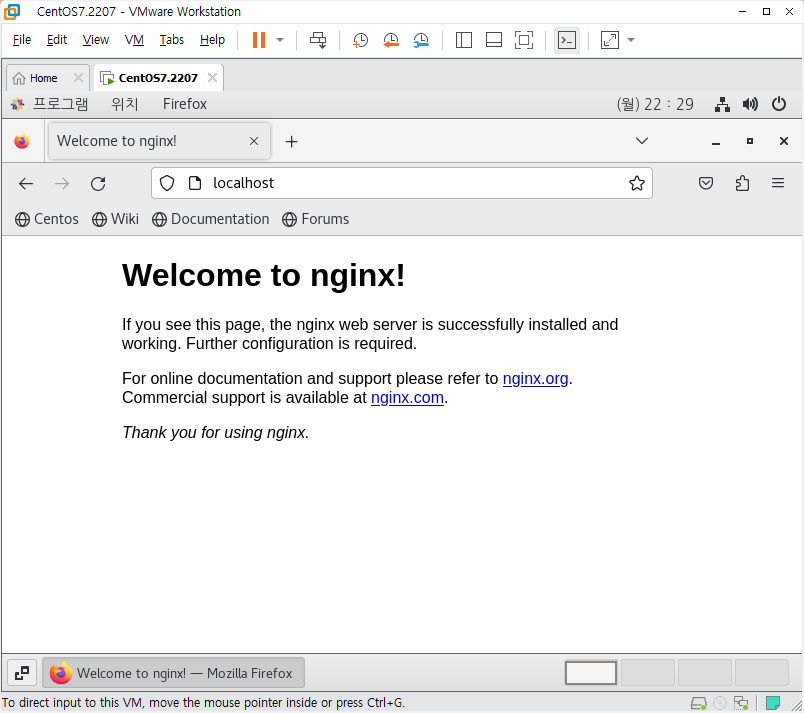 CentOS7.2207 - VMware Workstation
File Edit View VM Tabs Help
Home CentOS7.2207
프로그램 위치 Firefox (월) 22 : 29
Welcome to nginx!
localhost
Centos Wiki Documentation Forums
Welcome to nginx!
If you see this page, the nginx web server is successfully installed and
working. Further configuration is required.
For online documentation and support please refer to nginx.org.
Commercial support is available at nginx.com.
Thank you for using nginx.
Welcome to nginx! — Mozilla Firefox
To direct input to this VM, move the mouse pointer inside or press Ctrl+G.